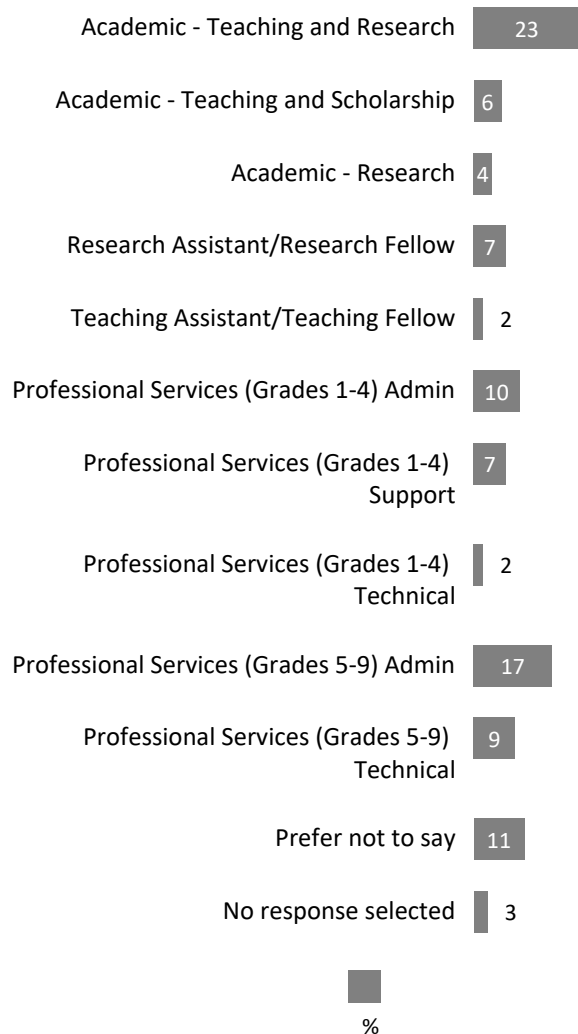 Academic - Teaching and Research 23
Academic - Teaching and Scholarship 6
Academic - Research 4
Research Assistant/Research Fellow 7
Teaching Assistant/Teaching Fellow 2
Professional Services (Grades 1-4) Admin 10
Professional Services (Grades 1-4) 7
Support
Professional Services (Grades 1-4) 2
Technical
Professional Services (Grades 5-9) Admin 17
Professional Services (Grades 5-9) 9
Technical
Prefer not to say 11
No response selected 3
%